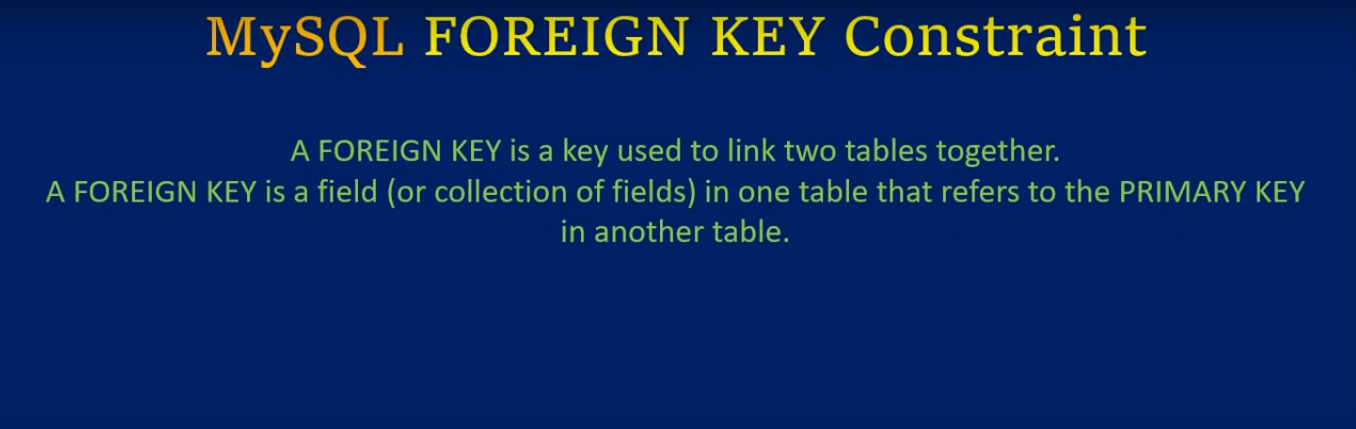 MySQL FOREIGN KEY Constraint
A FOREIGN KEY is a key used to link two tables together.
A FOREIGN KEY is a field (or collection of fields) in one table that refers to the PRIMARY KEY
in another table.